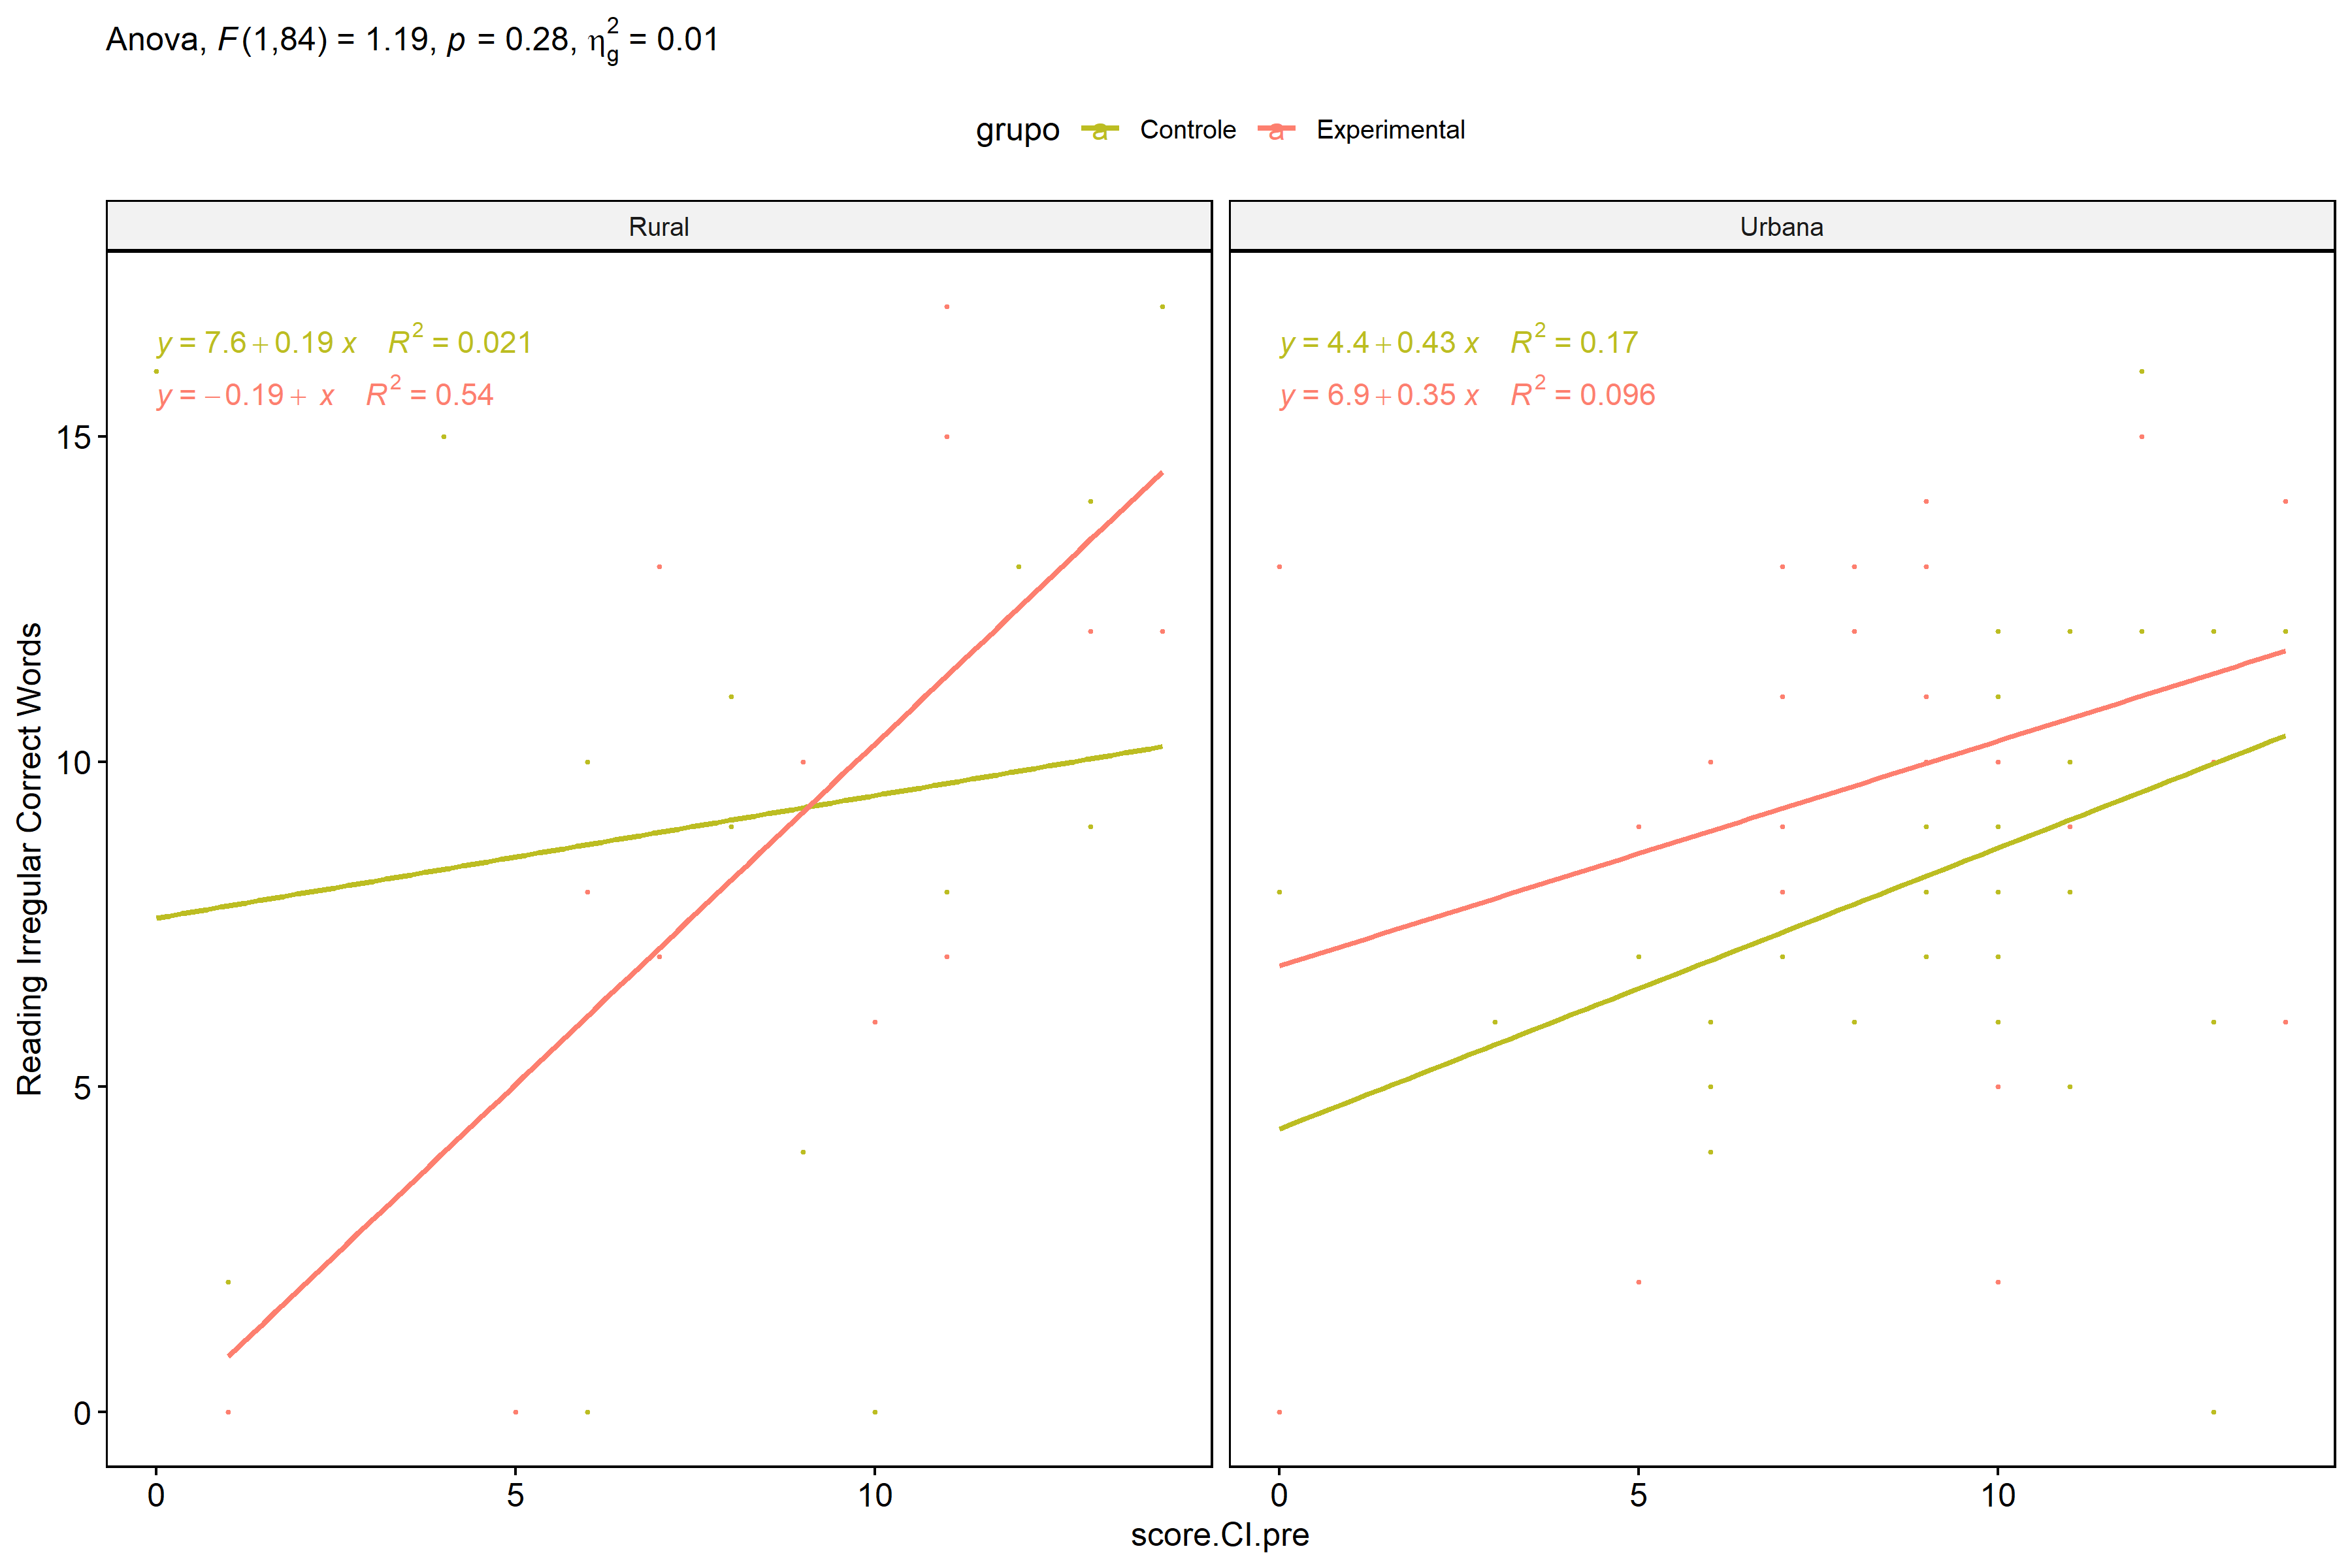 Anova, F(1,84) = 1.19, p = 0.28, η²g = 0.01
grupo a Controle a Experimental
Rural
Urbana
y = 7.6 + 0.19 x R² = 0.021
y = −0.19 + x R² = 0.54
y = 4.4 + 0.43 x R² = 0.17
y = 6.9 + 0.35 x R² = 0.096
Reading Irregular Correct Words
15
10
5
0
0 5 10
0 5 10
score.CI.pre